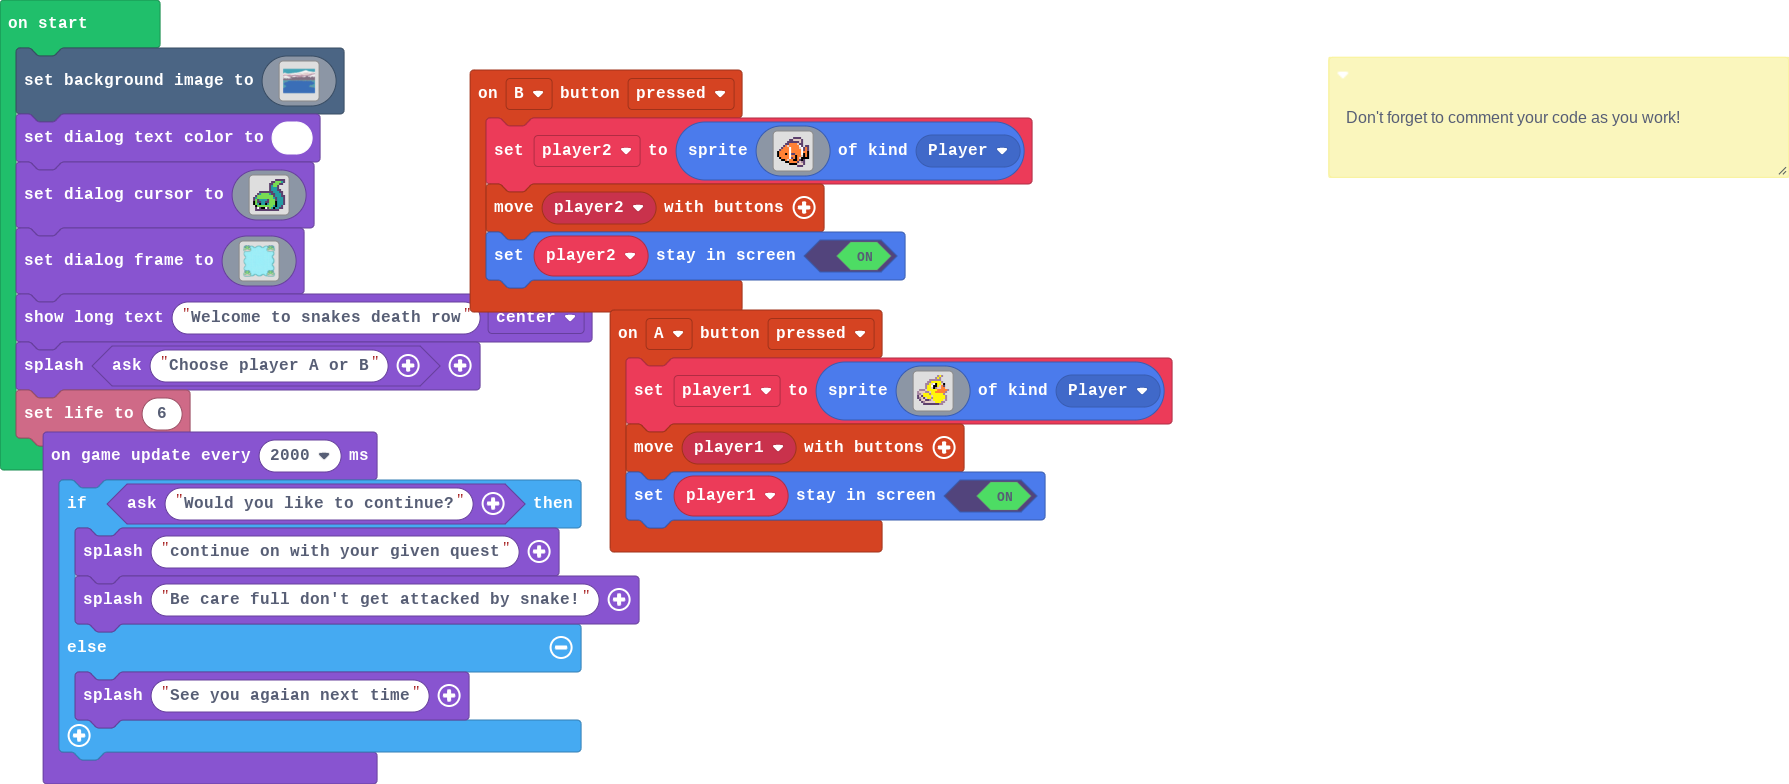 on start
set background image to
set dialog text color to
set dialog cursor to
set dialog frame to
show long text "Welcome to snakes death row" center
splash ask "Choose player A or B"
set life to 6
on game update every 2000 ms
if ask "Would you like to continue?" then
splash "continue on with your given quest"
splash "Be care full don't get attacked by snake!"
else
splash "See you agaian next time"
on B button pressed
set player2 to sprite of kind Player
move player2 with buttons
set player2 stay in screen ON
on A button pressed
set player1 to sprite of kind Player
move player1 with buttons
set player1 stay in screen ON
Don't forget to comment your code as you work!